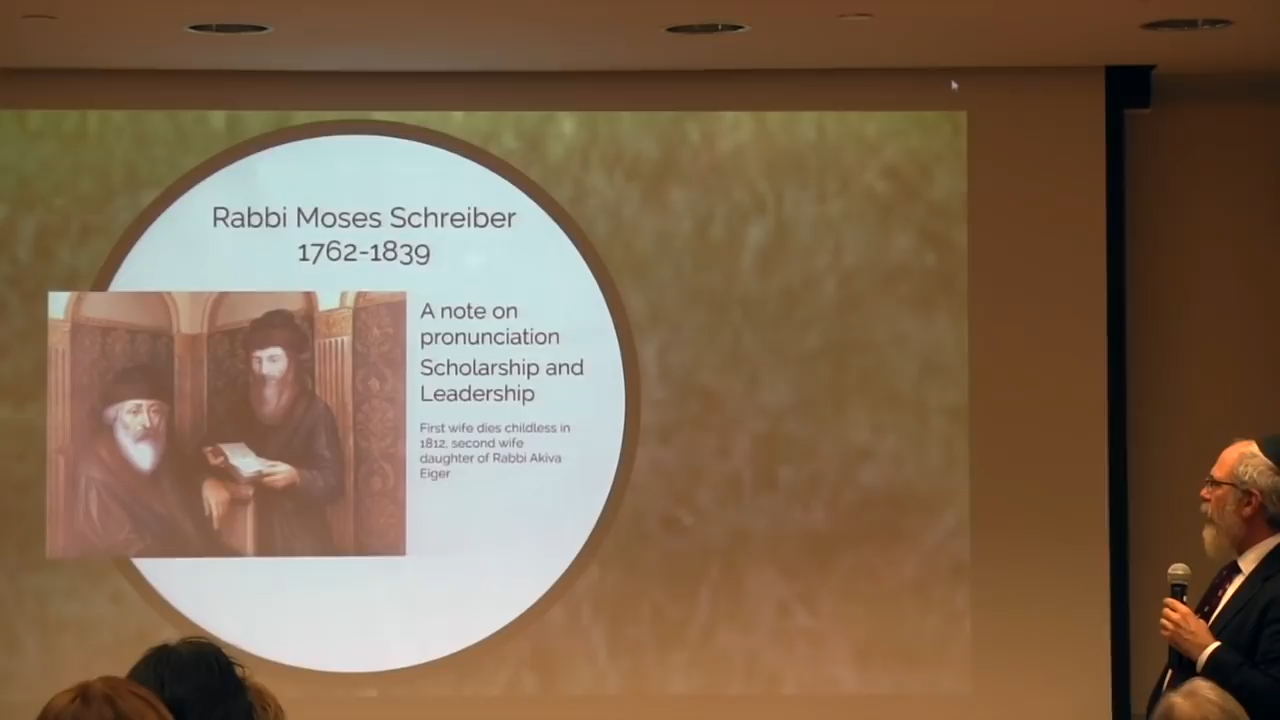 Rabbi Moses Schreiber
1762-1839
A note on
pronunciation
Scholarship and
Leadership
First wife dies childless in
1812, second wife
daughter of Rabbi Akiva
Eiger